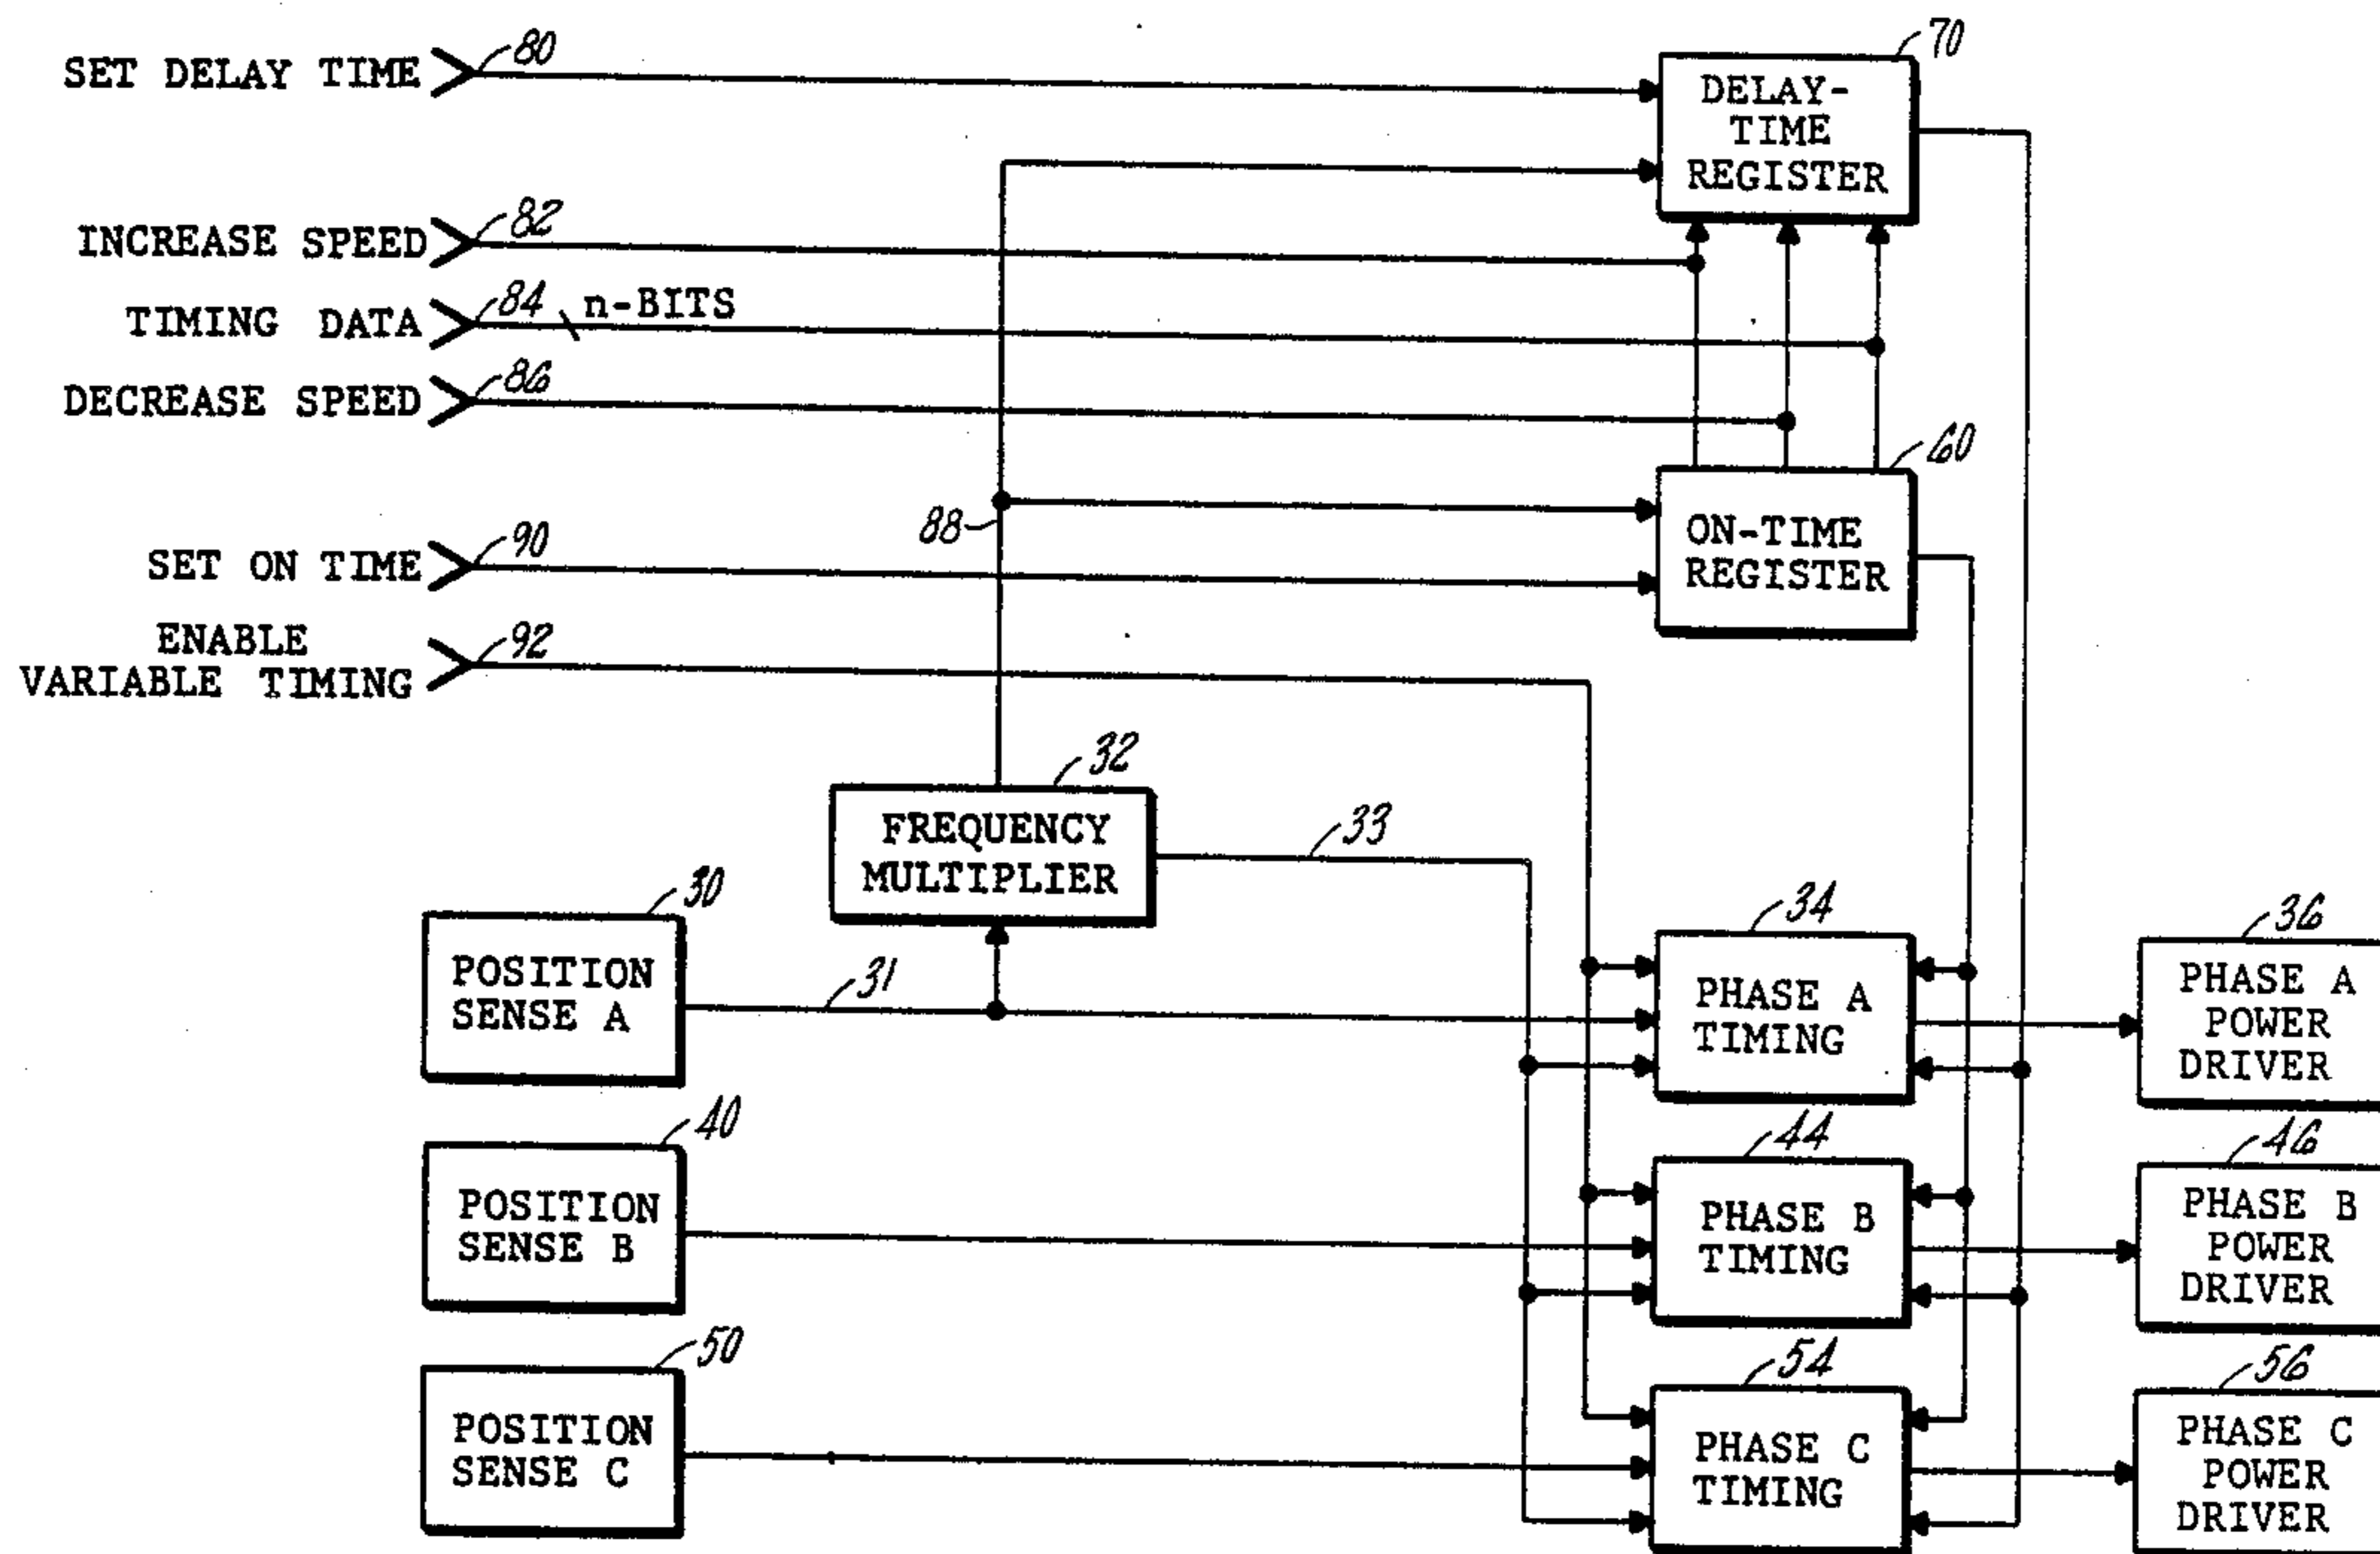 SET DELAY TIME
80
70
DELAY-
TIME
REGISTER
INCREASE SPEED
82
TIMING DATA
84
n-BITS
DECREASE SPEED
86
60
ON-TIME
REGISTER
88
SET ON TIME
90
ENABLE
VARIABLE TIMING
92
32
FREQUENCY
MULTIPLIER
33
30
POSITION
SENSE A
31
34
PHASE A
TIMING
36
PHASE A
POWER
DRIVER
40
POSITION
SENSE B
44
PHASE B
TIMING
46
PHASE B
POWER
DRIVER
50
POSITION
SENSE C
54
PHASE C
TIMING
56
PHASE C
POWER
DRIVER